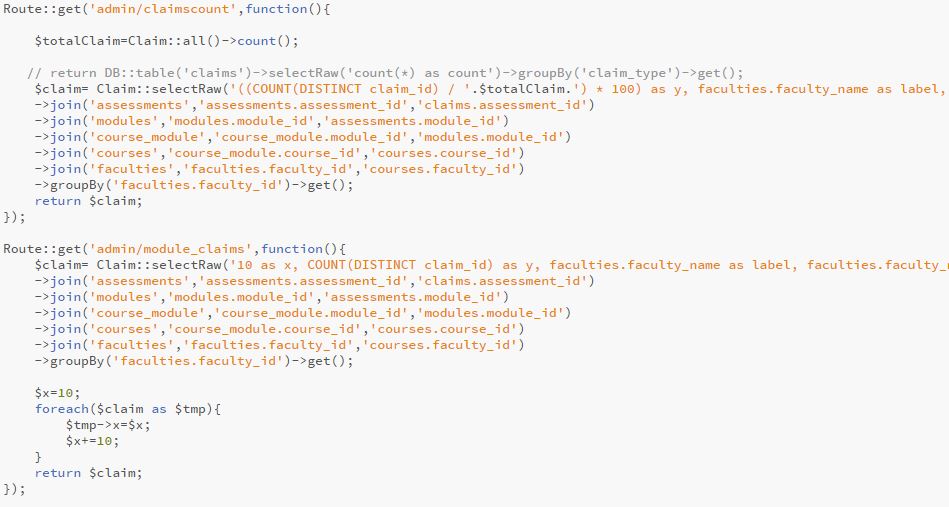 Route::get('admin/claimscount',function(){
$totalClaim=Claim::all()->count();
// return DB::table('claims')->selectRaw('count(*) as count')->groupBy('claim_type')->get();
$claim= Claim::selectRaw('((COUNT(DISTINCT claim_id) / '.$totalClaim.') * 100) as y, faculties.faculty_name as label,
->join('assessments','assessments.assessment_id','claims.assessment_id')
->join('modules','modules.module_id','assessments.module_id')
->join('course_module','course_module.module_id','modules.module_id')
->join('courses','course_module.course_id','courses.course_id')
->join('faculties','faculties.faculty_id','courses.faculty_id')
->groupBy('faculties.faculty_id')->get();
return $claim;
});
Route::get('admin/module_claims',function(){
$claim= Claim::selectRaw('10 as x, COUNT(DISTINCT claim_id) as y, faculties.faculty_name as label, faculties.faculty_
->join('assessments','assessments.assessment_id','claims.assessment_id')
->join('modules','modules.module_id','assessments.module_id')
->join('course_module','course_module.module_id','modules.module_id')
->join('courses','course_module.course_id','courses.course_id')
->join('faculties','faculties.faculty_id','courses.faculty_id')
->groupBy('faculties.faculty_id')->get();
$x=10;
foreach($claim as $tmp){
$tmp->x=$x;
$x+=10;
}
return $claim;
});